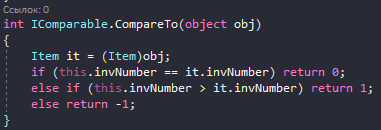 Ссылок: 0
int IComparable.CompareTo(object obj)
{
    Item it = (Item)obj;
    if (this.invNumber == it.invNumber) return 0;
    else if (this.invNumber > it.invNumber) return 1;
    else return -1;
}